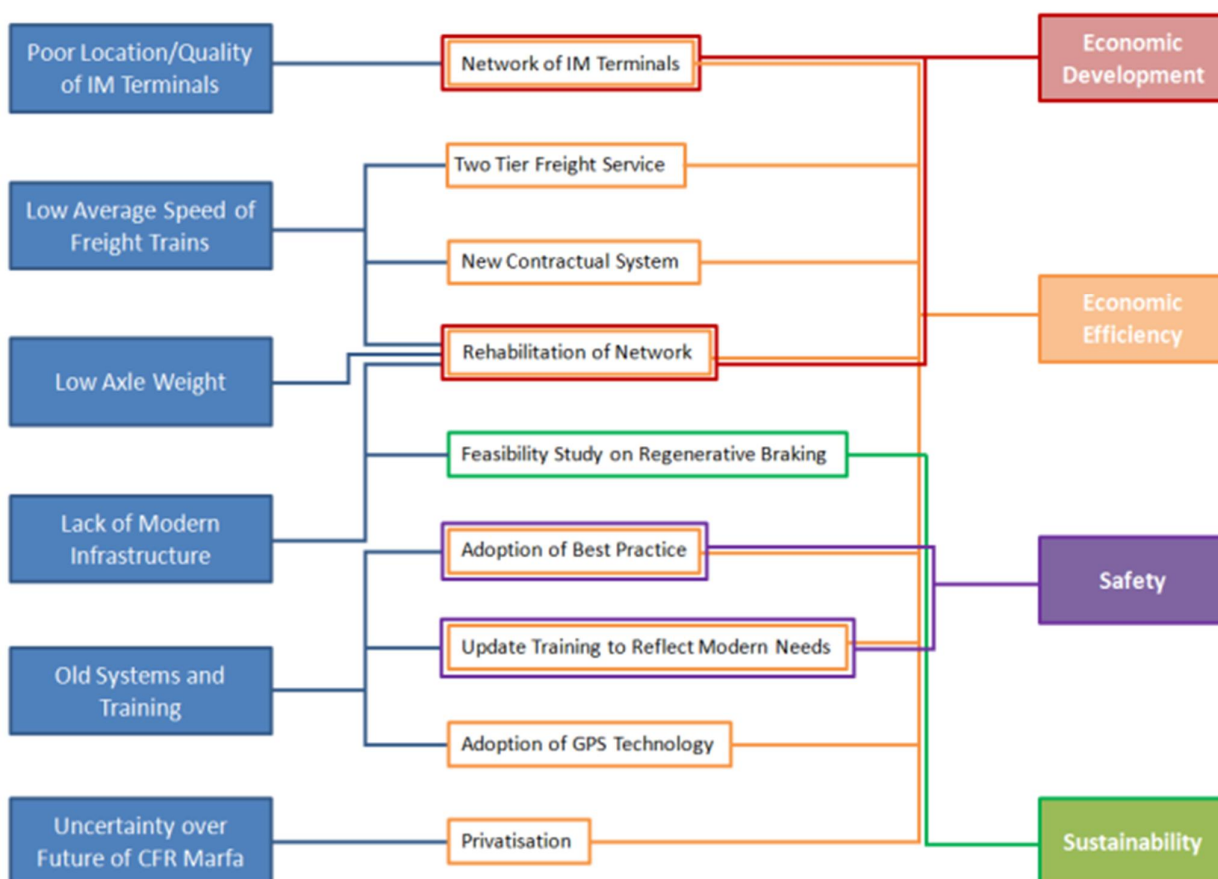 Poor Location/Quality
of IM Terminals
Low Average Speed of
Freight Trains
Low Axle Weight
Lack of Modern
Infrastructure
Old Systems and
Training
Uncertainty over
Future of CFR Marfa
Network of IM Terminals
Two Tier Freight Service
New Contractual System
Rehabilitation of Network
Feasibility Study on Regenerative Braking
Adoption of Best Practice
Update Training to Reflect Modern Needs
Adoption of GPS Technology
Privatisation
Economic
Development
Economic
Efficiency
Safety
Sustainability